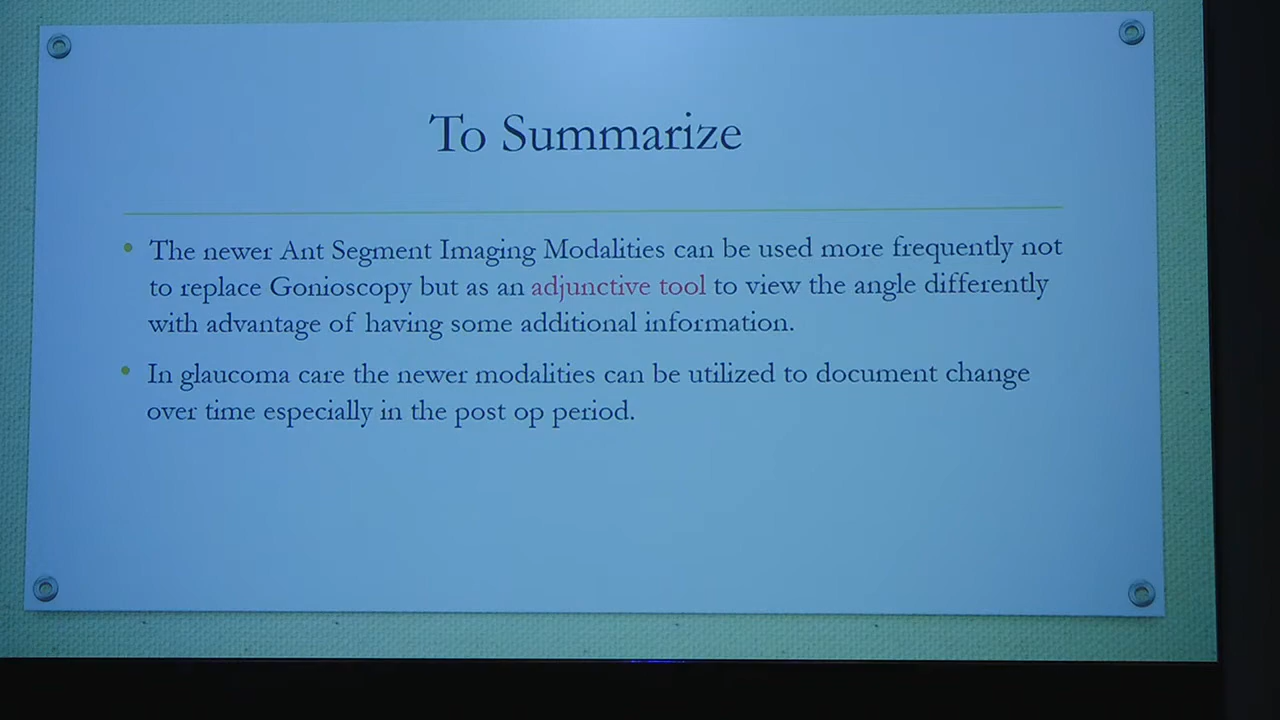 To Summarize
• The newer Ant Segment Imaging Modalities can be used more frequently not
to replace Gonioscopy but as an adjunctive tool to view the angle differently
with advantage of having some additional information.
• In glaucoma care the newer modalities can be utilized to document change
over time especially in the post op period.